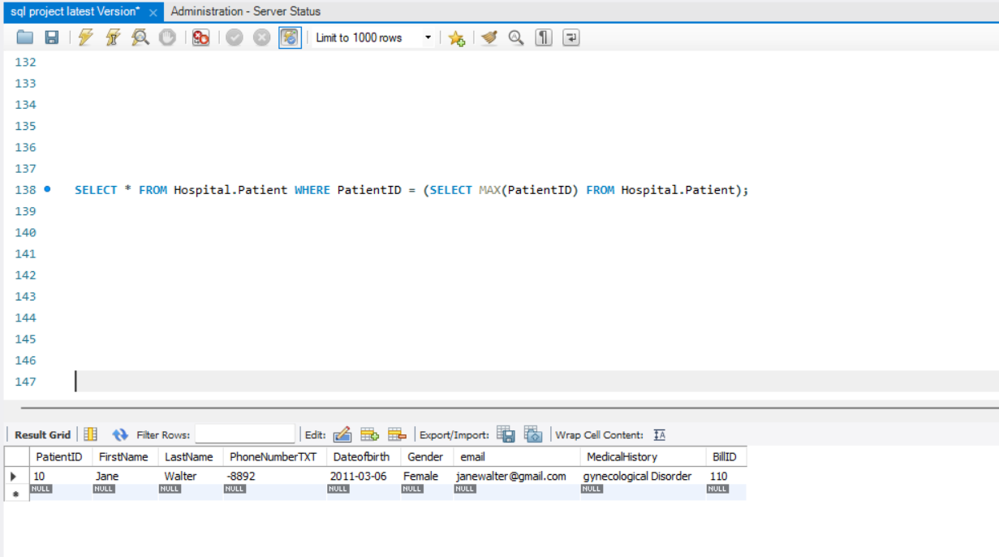 sql project latest Version* × Administration - Server Status
Limit to 1000 rows
132
133
134
135
136
137
138 SELECT * FROM Hospital.Patient WHERE PatientID = (SELECT MAX(PatientID) FROM Hospital.Patient);
139
140
141
142
143
144
145
146
147
Result Grid Filter Rows: Edit: Export/Import: Wrap Cell Content: IA
PatientID FirstName LastName PhoneNumberTXT Dateofbirth Gender email MedicalHistory BillID
10 Jane Walter -8892 2011-03-06 Female janewalter@gmail.com gynecological Disorder 110
NULL NULL NULL NULL NULL NULL NULL NULL NULL